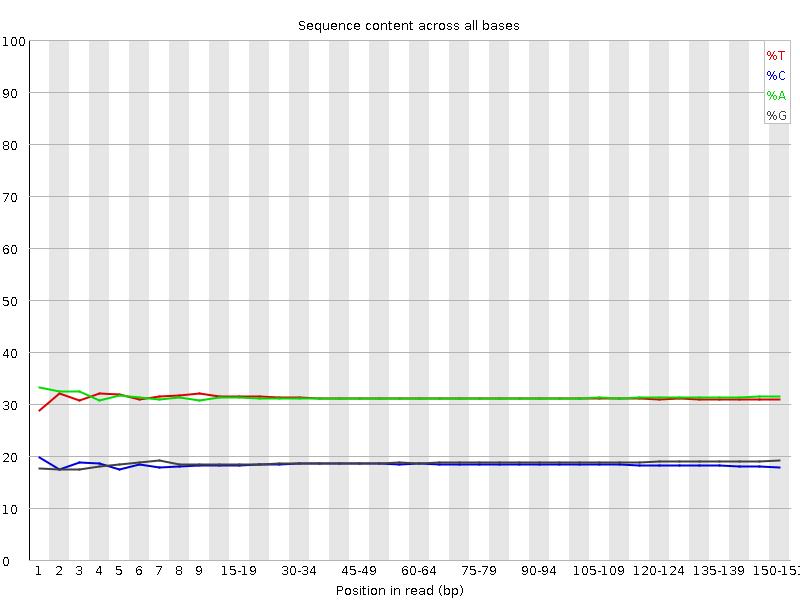 Sequence content across all bases
100
90
80
70
60
50
40
30
20
10
0
%T
%C
%A
%G
1 2 3 4 5 6 7 8 9 15-19 30-34 45-49 60-64 75-79 90-94 105-109 120-124 135-139 150-151
Position in read (bp)